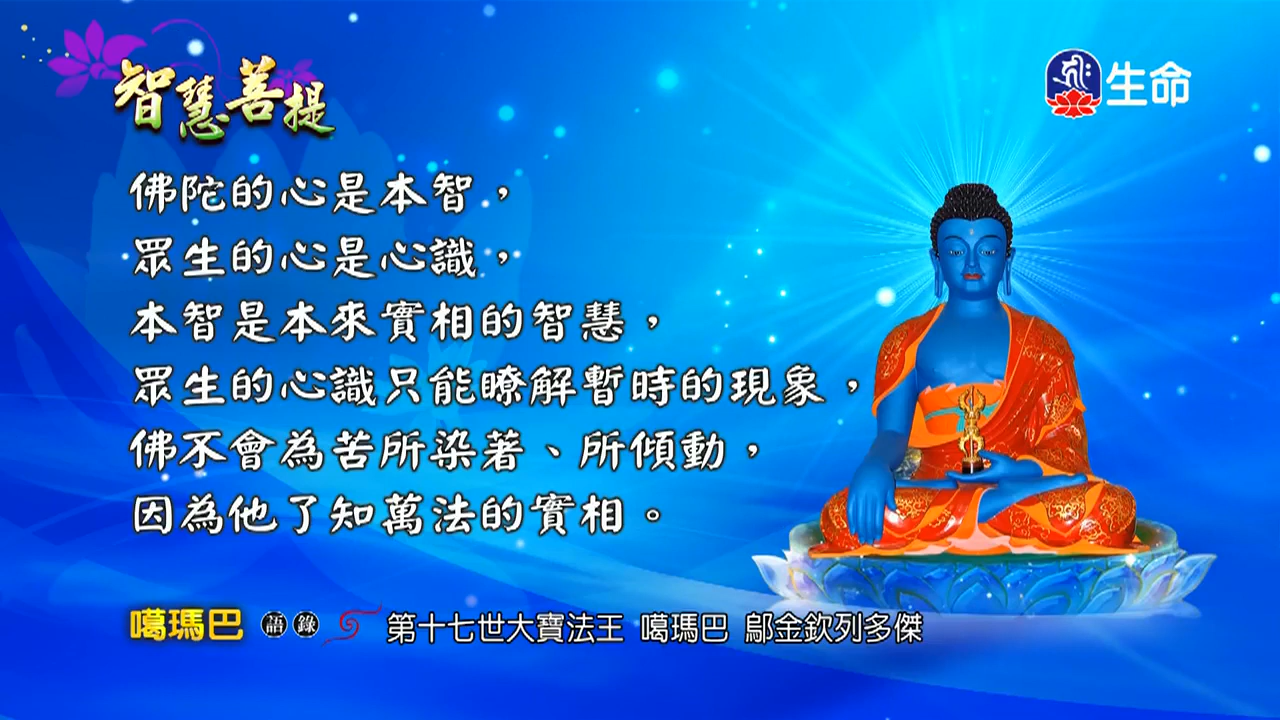 智慧菩提
生命
佛陀的心是本智，
眾生的心是心識，
本智是本來實相的智慧，
眾生的心識只能瞭解暫時的現象，
佛不會為苦所染著、所傾動，
因為他了知萬法的實相。
噶瑪巴 語錄 第十七世大寶法王 噶瑪巴 鄔金欽列多傑